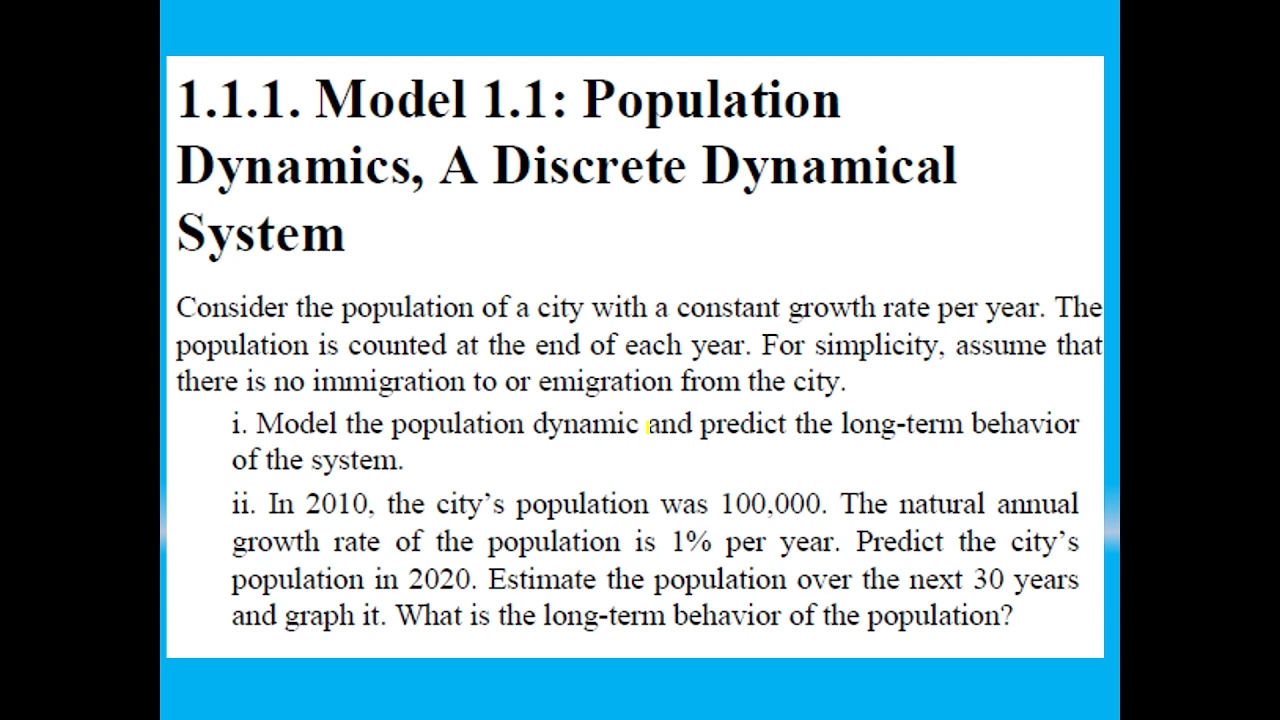 1.1.1. Model 1.1: Population
Dynamics, A Discrete Dynamical
System
Consider the population of a city with a constant growth rate per year. The
population is counted at the end of each year. For simplicity, assume that
there is no immigration to or emigration from the city.
i. Model the population dynamic and predict the long-term behavior
of the system.
ii. In 2010, the city’s population was 100,000. The natural annual
growth rate of the population is 1% per year. Predict the city’s
population in 2020. Estimate the population over the next 30 years
and graph it. What is the long-term behavior of the population?